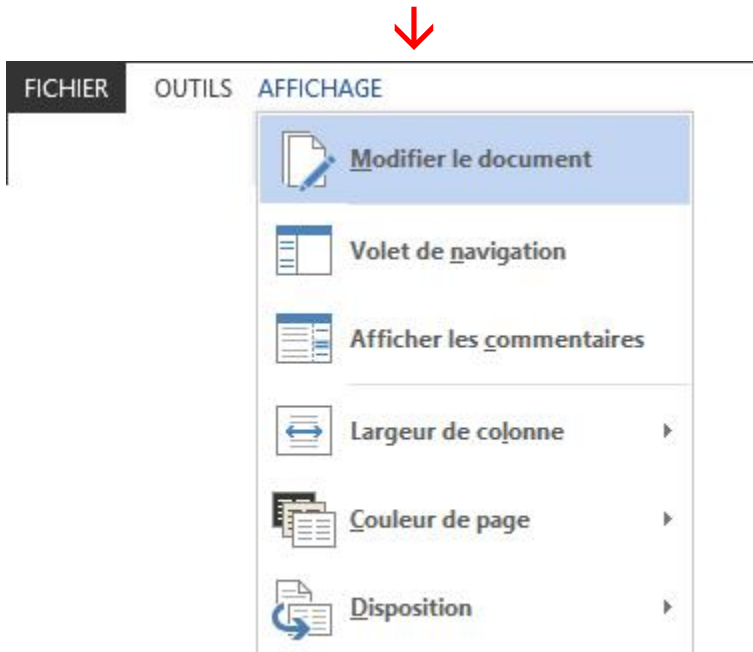 FICHIER OUTILS AFFICHAGE
Modifier le document
Volet de navigation
Afficher les commentaires
Largeur de colonne
Couleur de page
Disposition